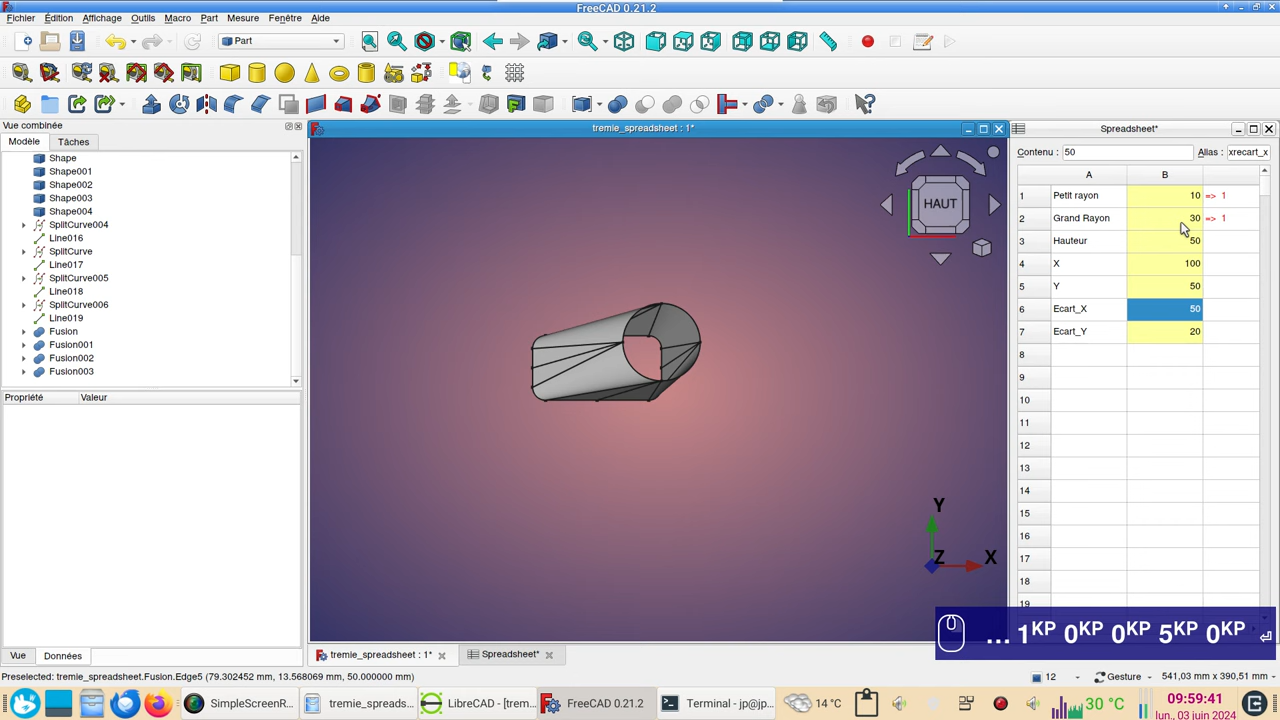 FreeCAD 0.21.2
Fichier Édition Affichage Outils Macro Part Mesure Fenêtre Aide
Part
Vue combinée
Modèle Tâches
Shape
Shape001
Shape002
Shape003
Shape004
SplitCurve004
Line016
SplitCurve
Line017
SplitCurve005
Line018
SplitCurve006
Line019
Fusion
Fusion001
Fusion002
Fusion003
Propriété Valeur
Vue Données
tremie_spreadsheet : 1*
HAUT
Y
Z X
tremie_spreadsheet : 1* Spreadsheet*
Spreadsheet*
Contenu : 50 Alias : xrecart_x
A B
1 Petit rayon 10 => 1
2 Grand Rayon 30 => 1
3 Hauteur 50
4 X 100
5 Y 50
6 Ecart_X 50
7 Ecart_Y 20
8
9
10
11
12
13
14
15
16
17
18
19
... 1KP 0KP 0KP 5KP 0KP
Preselected: tremie_spreadsheet.Fusion.Edge5 (79.302452 mm, 13.568069 mm, 50.000000 mm)
12 Gesture 541,03 mm x 390,51 mm
SimpleScreenR... tremie_spreads... LibreCAD - [trem... FreeCAD 0.21.2 Terminal - jp@jp... 14 °C 30 °C 09:59:41
lun., 03 juin 2024